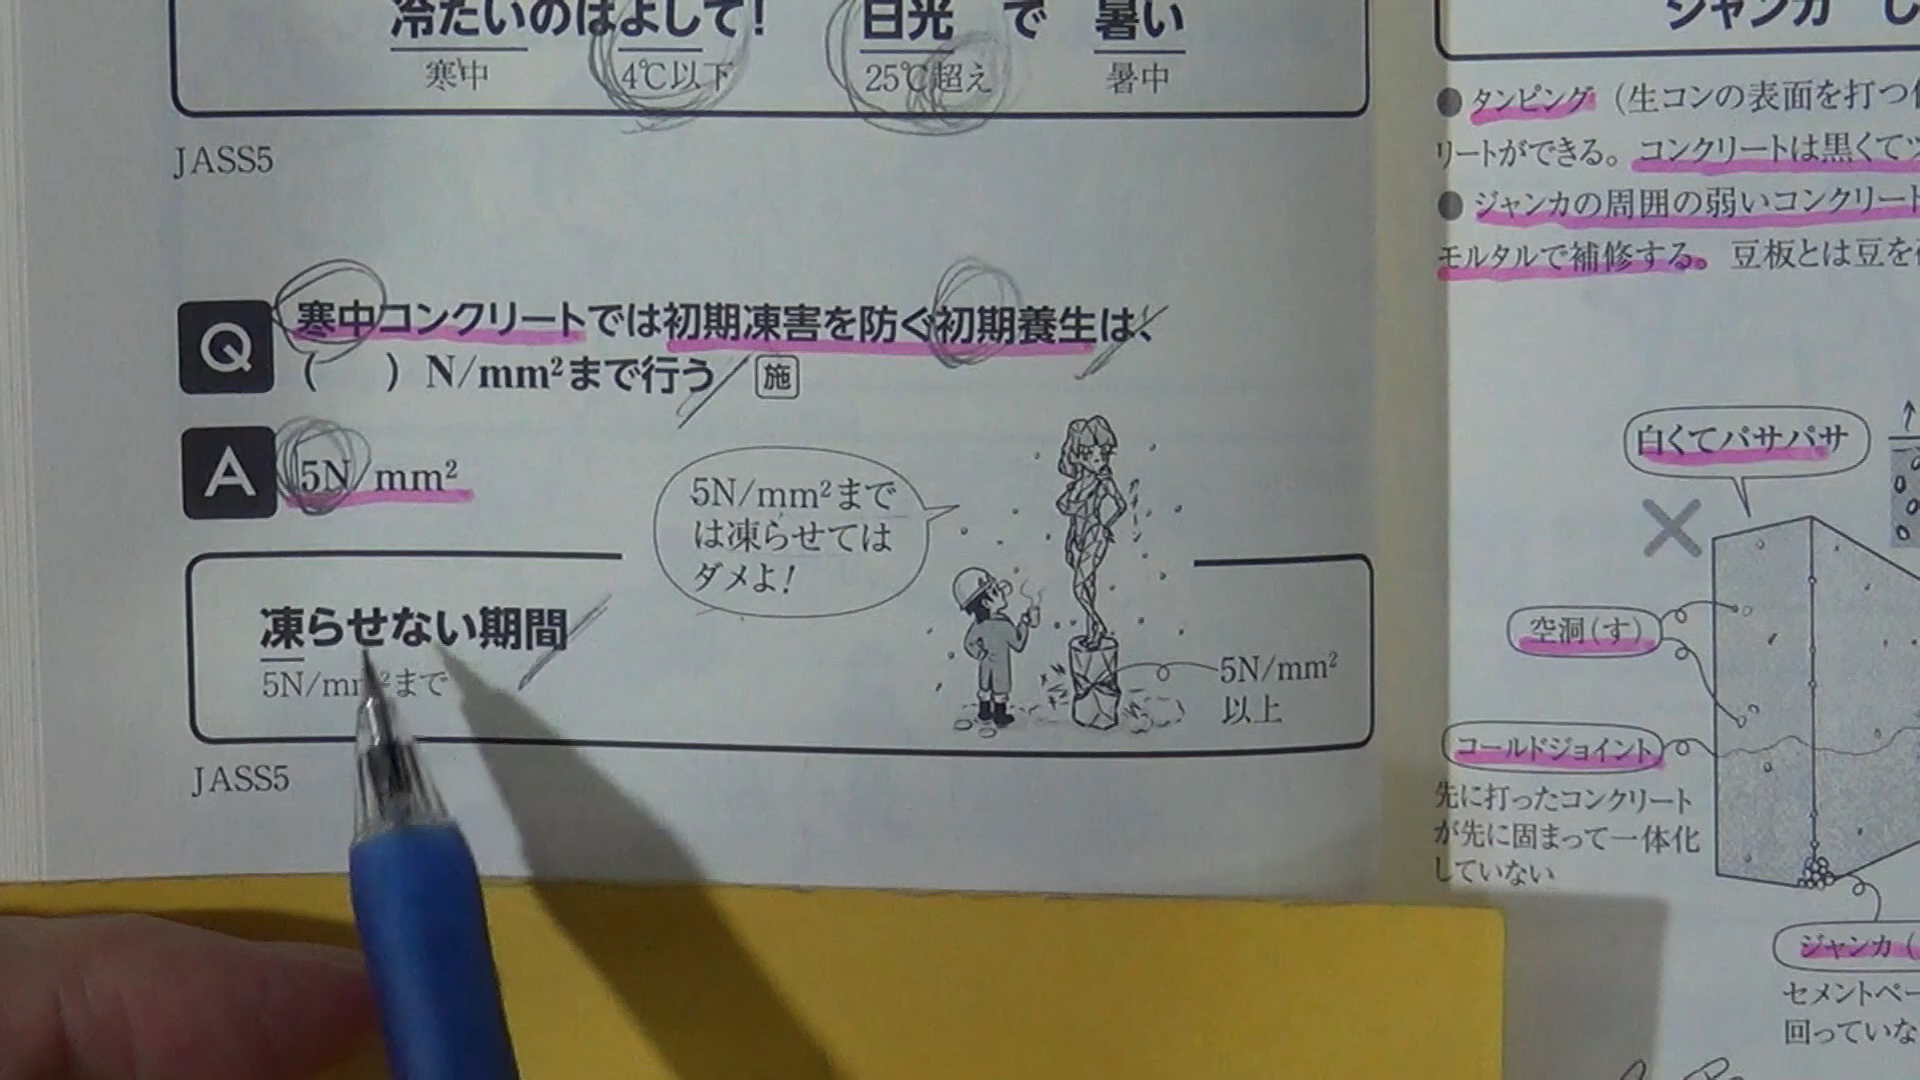 冷たいのはよして！ 日光 で 暑い
寒中 4℃以下 25℃超え 暑中
JASS5
Q 寒中コンクリートでは初期凍害を防ぐ初期養生は、
（　　）N/mm²まで行う 施
A 5N/mm²
5N/mm²まで
は凍らせては
ダメよ！
凍らせない期間
5N/mm²まで
5N/mm²
以上
JASS5
ジャンカ し
● タンピング（生コンの表面を打つ
リートができる。コンクリートは黒くてツ
● ジャンカの周囲の弱いコンクリート
モルタルで補修する。豆板とは豆を
白くてパサパサ
空洞（す）
コールドジョイント
先に打ったコンクリート
が先に固まって一体化
していない
ジャンカ（
セメントペー
回っていな